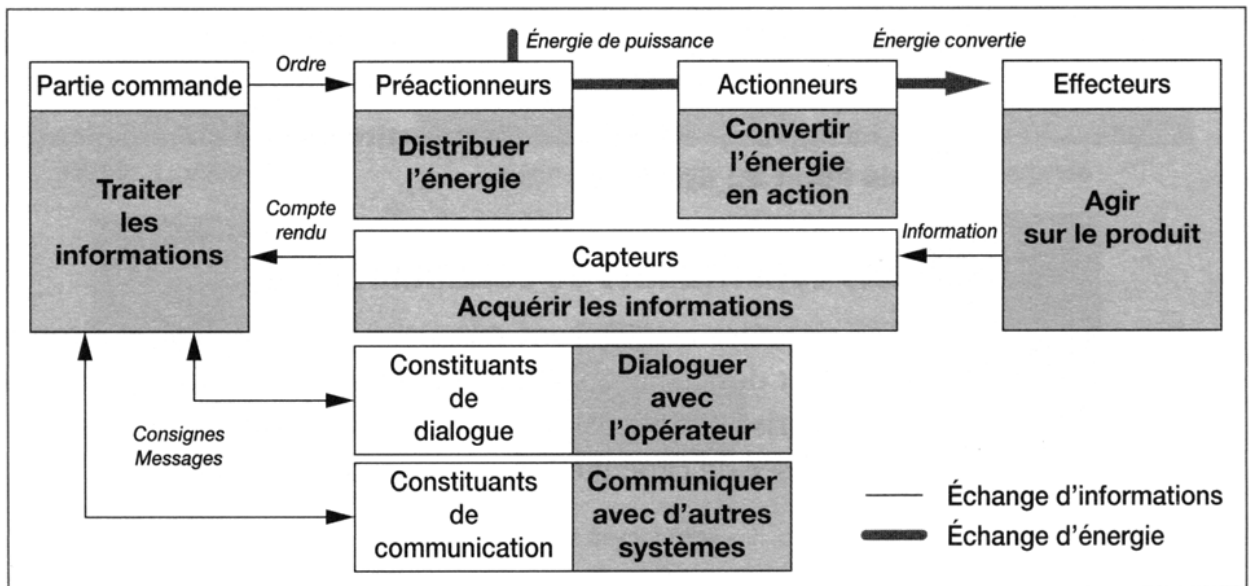 Énergie de puissance
Énergie convertie
Ordre
Partie commande
Préactionneurs
Actionneurs
Effecteurs
Traiter
les
informations
Distribuer
l'énergie
Convertir
l'énergie
en action
Agir
sur le produit
Compte
rendu
Information
Capteurs
Acquérir les informations
Constituants
de
dialogue
Dialoguer
avec
l'opérateur
Consignes
Messages
Constituants
de
communication
Communiquer
avec d'autres
systèmes
Échange d'informations
Échange d'énergie